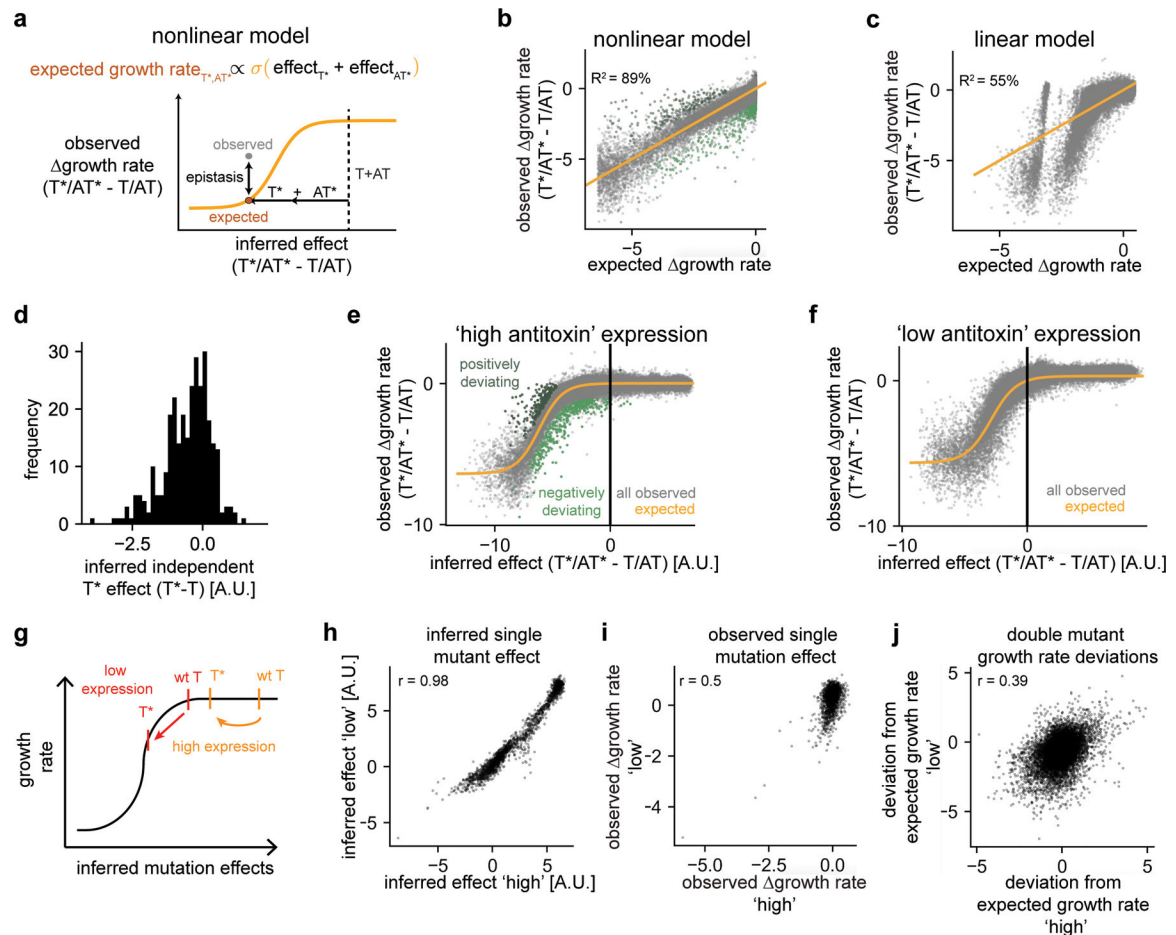 a
nonlinear model
expected growth rate T*,AT* ∝ σ( effect T* + effect AT* )
observed
Δgrowth rate
(T*/AT* - T/AT)
observed
epistasis
T* + AT*
expected
T+AT
inferred effect
(T*/AT* - T/AT)
b
nonlinear model
R² = 89%
observed Δgrowth rate
(T*/AT* - T/AT)
0
−5
−5
0
expected Δgrowth rate
c
linear model
R² = 55%
observed Δgrowth rate
(T*/AT* - T/AT)
0
−5
−5
0
expected Δgrowth rate
d
frequency
30
20
10
0
−2.5
0.0
inferred independent
T* effect (T*-T) [A.U.]
e
'high antitoxin' expression
observed Δgrowth rate
(T*/AT* - T/AT)
positively
deviating
negatively
deviating
all observed
expected
0
−10
−10
0
inferred effect (T*/AT* - T/AT) [A.U.]
f
'low antitoxin' expression
observed Δgrowth rate
(T*/AT* - T/AT)
all observed
expected
0
−10
−10
0
inferred effect (T*/AT* - T/AT) [A.U.]
g
growth
rate
low
expression
wt T
T*
T*
wt T
high expression
inferred mutation effects
h
inferred single
mutant effect
r = 0.98
inferred effect 'low' [A.U.]
5
0
−5
−5
0
5
inferred effect 'high' [A.U.]
i
observed single
mutation effect
r = 0.5
observed Δgrowth rate
'low'
0
−2
−4
−5.0
−2.5
0.0
observed Δgrowth rate
'high'
j
double mutant
growth rate deviations
r = 0.39
deviation from
expected growth rate
'low'
5
0
−5
−5
0
5
deviation from
expected growth rate
'high'